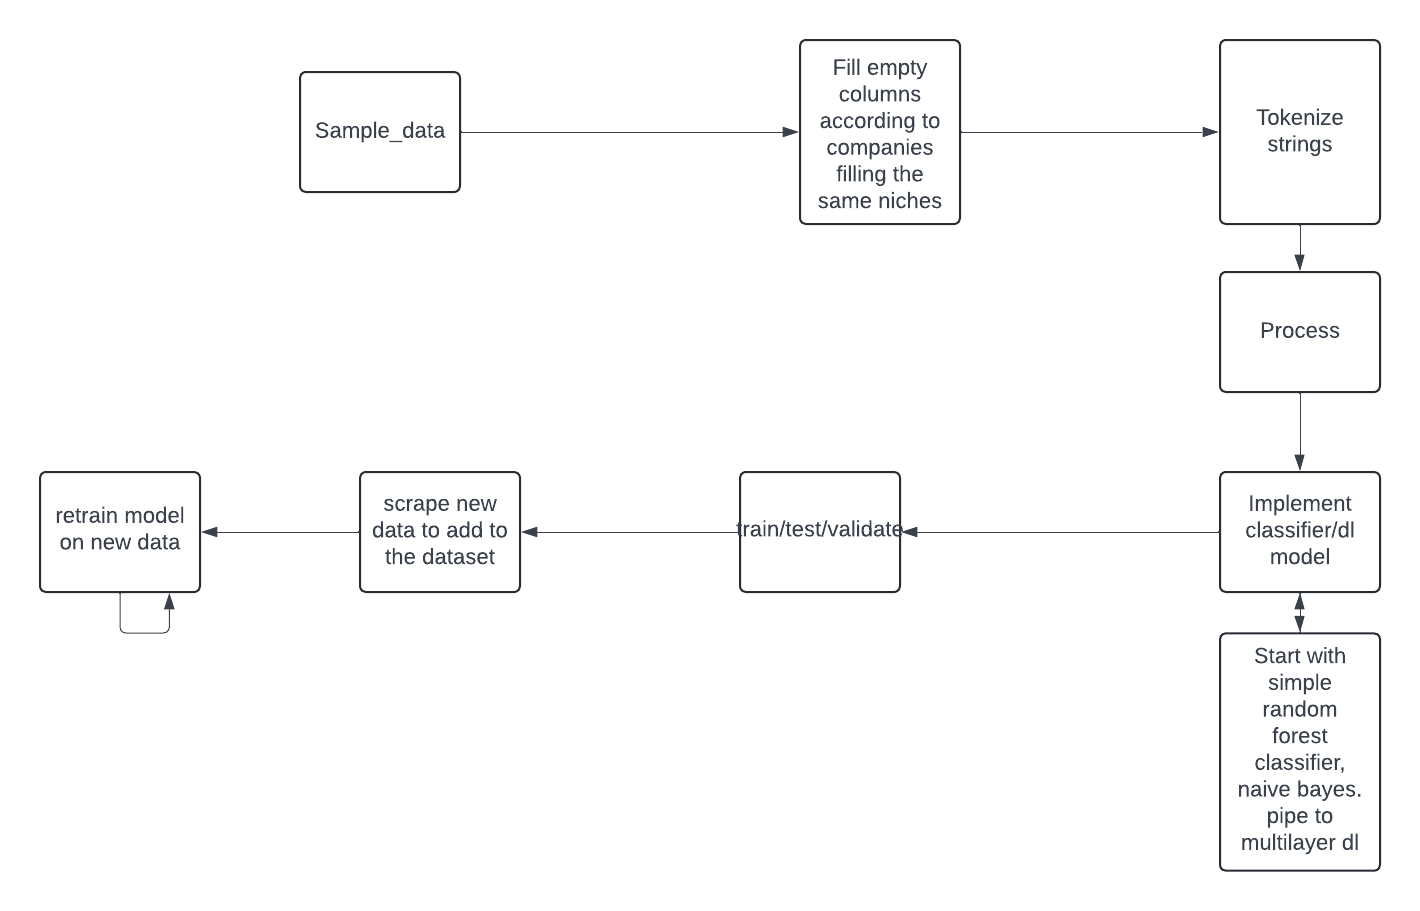 Sample_data
Fill empty
columns
according to
companies
filling the
same niches
Tokenize
strings
Process
Implement
classifier/dl
model
Start with
simple
random
forest
classifier,
naive bayes.
pipe to
multilayer dl
train/test/validate
scrape new
data to add to
the dataset
retrain model
on new data